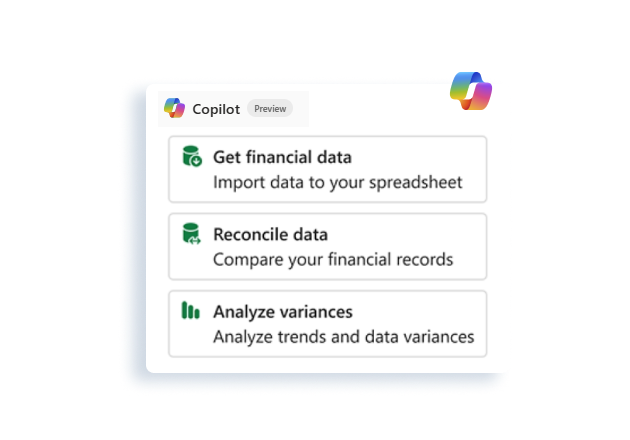 Copilot Preview
Get financial data
Import data to your spreadsheet
Reconcile data
Compare your financial records
Analyze variances
Analyze trends and data variances